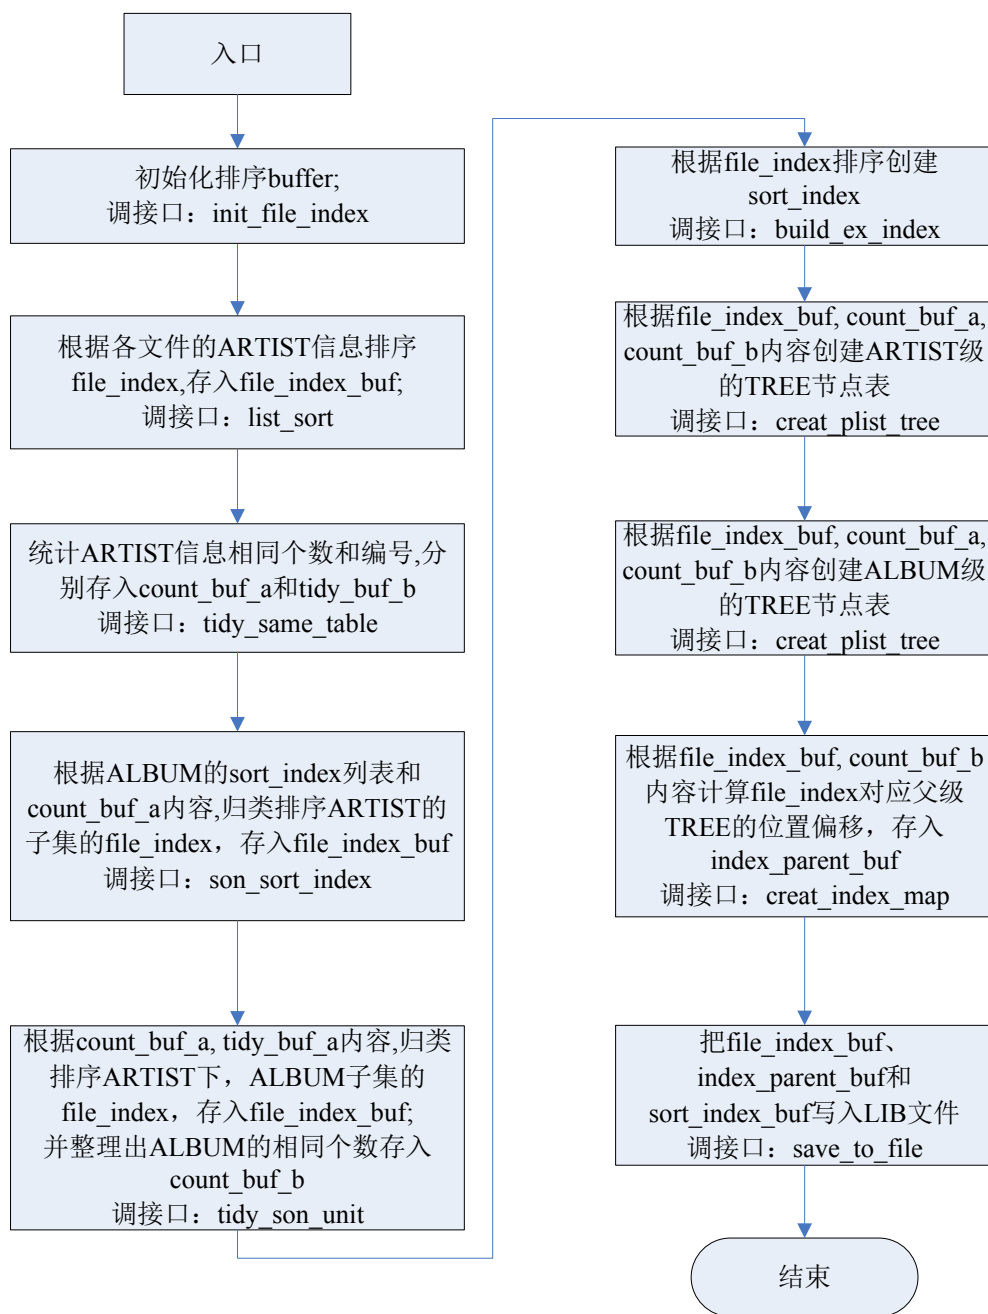 入口
初始化排序buffer;
调接口：init_file_index
根据各文件的ARTIST信息排序
file_index,存入file_index_buf;
调接口：list_sort
统计ARTIST信息相同个数和编号,分
别存入count_buf_a和tidy_buf_b
调接口：tidy_same_table
根据ALBUM的sort_index列表和
count_buf_a内容,归类排序ARTIST的
子集的file_index，存入file_index_buf
调接口：son_sort_index
根据count_buf_a, tidy_buf_a内容,归类
排序ARTIST下，ALBUM子集的
file_index，存入file_index_buf;
并整理出ALBUM的相同个数存入
count_buf_b
调接口：tidy_son_unit
根据file_index排序创建
sort_index
调接口：build_ex_index
根据file_index_buf, count_buf_a,
count_buf_b内容创建ARTIST级
的TREE节点表
调接口：creat_plist_tree
根据file_index_buf, count_buf_a,
count_buf_b内容创建ALBUM级
的TREE节点表
调接口：creat_plist_tree
根据file_index_buf, count_buf_b
内容计算file_index对应父级
TREE的位置偏移，存入
index_parent_buf
调接口：creat_index_map
把file_index_buf、
index_parent_buf和
sort_index_buf写入LIB文件
调接口：save_to_file
结束